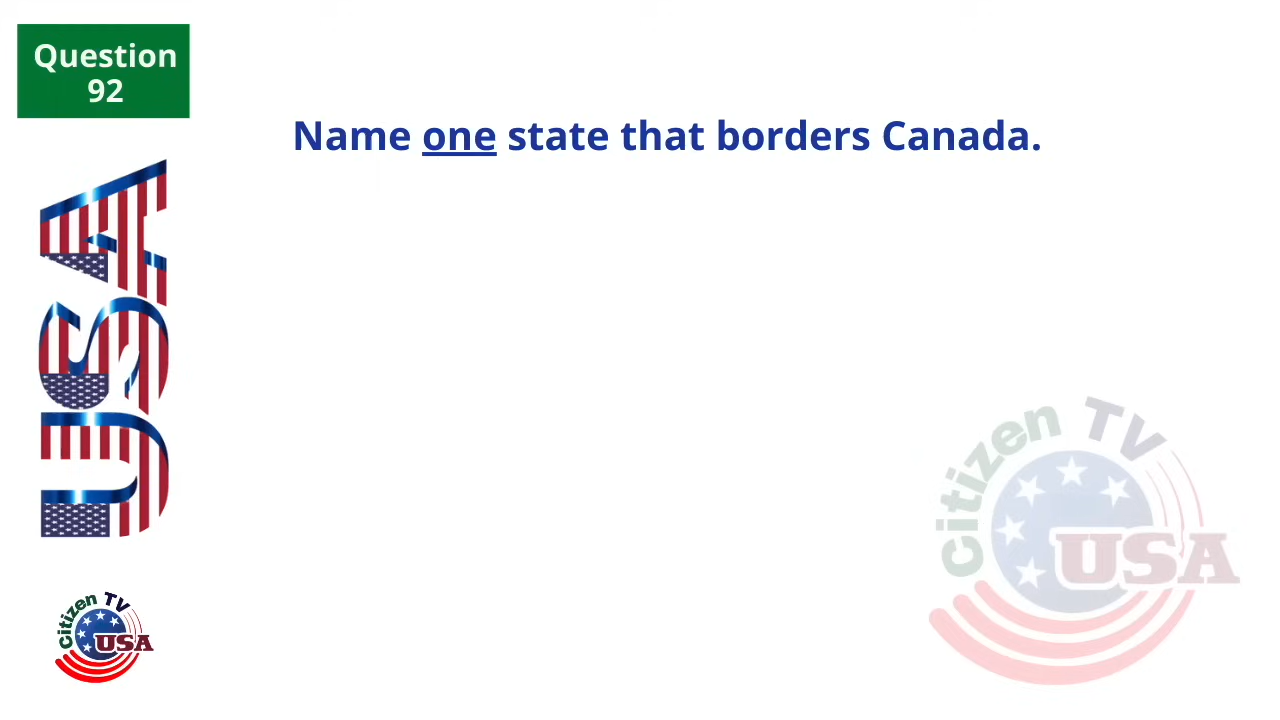 Question
92
Name one state that borders Canada.
USA
Citizen TV
USA
Citizen TV
USA